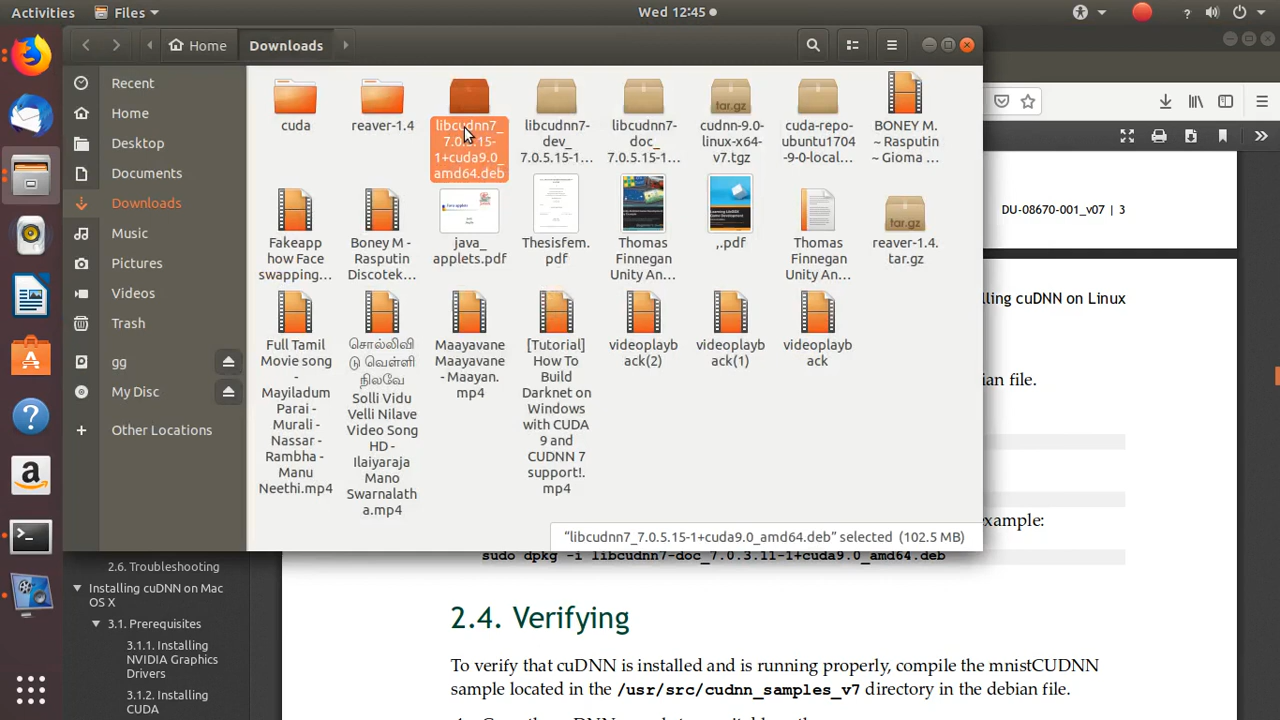 Activities
Files
Wed 12:45
?
Home
Downloads
Recent
Home
Desktop
Documents
Downloads
Music
Pictures
Videos
Trash
gg
My Disc
+ Other Locations
cuda
reaver-1.4
libcudnn7_
7.0.5.15-
1+cuda9.0_
amd64.deb
libcudnn7-
dev_
7.0.5.15-1...
libcudnn7-
doc_
7.0.5.15-1...
tar.gz
cudnn-9.0-
linux-x64-
v7.tgz
cuda-repo-
ubuntu1704
-9-0-local...
BONEY M.
~ Rasputin
~ Gioma ...
Fakeapp
how Face
swapping...
Boney M -
Rasputin
Discotek...
java_
applets.pdf
Thesisfem.
pdf
Thomas
Finnegan
Unity An...
,.pdf
Thomas
Finnegan
Unity An...
tar.gz
reaver-1.4.
tar.gz
Full Tamil
Movie song
-
Mayiladum
Parai -
Murali -
Nassar -
Rambha -
Manu
Neethi.mp4
சொல்லிவி
டு வெள்ளி
நிலவே
Solli Vidu
Velli Nilave
Video Song
HD -
Ilaiyaraja
Mano
Swarnalath
a.mp4
Maayavane
Maayavane
- Maayan.
mp4
[Tutorial]
How To
Build
Darknet on
Windows
with CUDA
9 and
CUDNN 7
support!.
mp4
videoplayb
ack(2)
videoplayb
ack(1)
videoplayb
ack
“libcudnn7_7.0.5.15-1+cuda9.0_amd64.deb” selected (102.5 MB)
DU-08670-001_v07 | 3
lling cuDNN on Linux
ian file.
example:
sudo dpkg -i libcudnn7-doc_7.0.3.11-1+cuda9.0_amd64.deb
2.4. Verifying
To verify that cuDNN is installed and is running properly, compile the mnistCUDNN
sample located in the /usr/src/cudnn_samples_v7 directory in the debian file.
2.6. Troubleshooting
Installing cuDNN on Mac
OS X
3.1. Prerequisites
3.1.1. Installing
NVIDIA Graphics
Drivers
3.1.2. Installing
CUDA